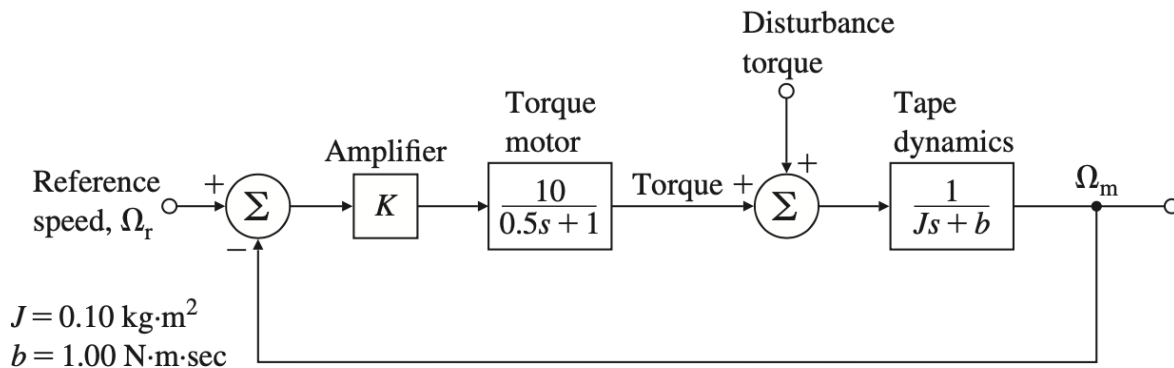 Disturbance
torque
Torque
motor
Tape
dynamics
Amplifier
Reference
speed, Ωr
+
Σ
−
K
10
0.5s + 1
Torque +
+
Σ
1
Js + b
Ωm
J = 0.10 kg·m²
b = 1.00 N·m·sec